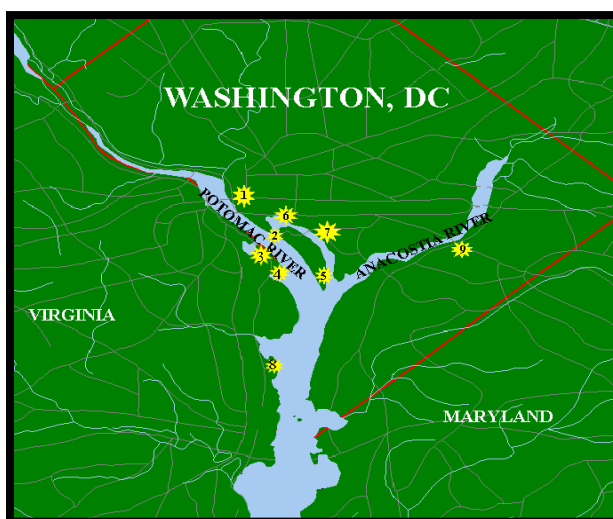 WASHINGTON, DC
1
6
2
7
POTOMAC RIVER
ANACOSTIA RIVER
9
3
4
5
VIRGINIA
8
MARYLAND